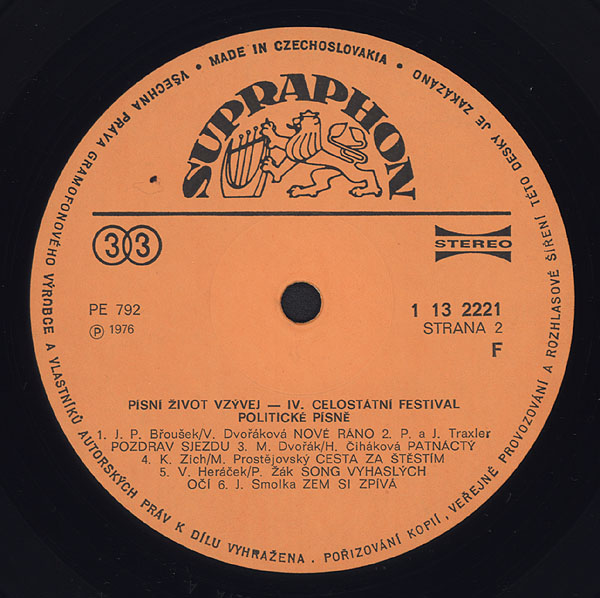 VŠECHNA PRÁVA GRAMOFONOVÉHO VÝROBCE A VLASTNÍKŮ AUTORSKÝCH PRÁV K DÍLU VYHRAŽENA. POŘIZOVÁNÍ KOPIÍ, VEŘEJNÉ PROVOZOVÁNÍ A ROZHLASOVÉ ŠÍŘENÍ TÉTO DESKY JE ZAKÁZÁNO • MADE IN CZECHOSLOVAKIA •
SUPRAPHON
33
STEREO
PE 792
1 13 2221
Ⓟ 1976
STRANA 2
F
PÍSNÍ ŽIVOT VZÝVEJ — IV. CELOSTÁTNÍ FESTIVAL
POLITICKÉ PÍSNĚ
1. J. P. Břoušek/V. Dvořáková NOVÉ RÁNO 2. P. a J. Traxler
POZDRAV SJEZDU 3. M. Dvořák/H. Čiháková PATNÁCTÝ
4. K. Zich/M. Prostějovský CESTA ZA ŠTĚSTÍM
5. V. Heráček/P. Žák SONG VYHASLÝCH
OČÍ 6. J. Smolka ZEM SI ZPÍVÁ